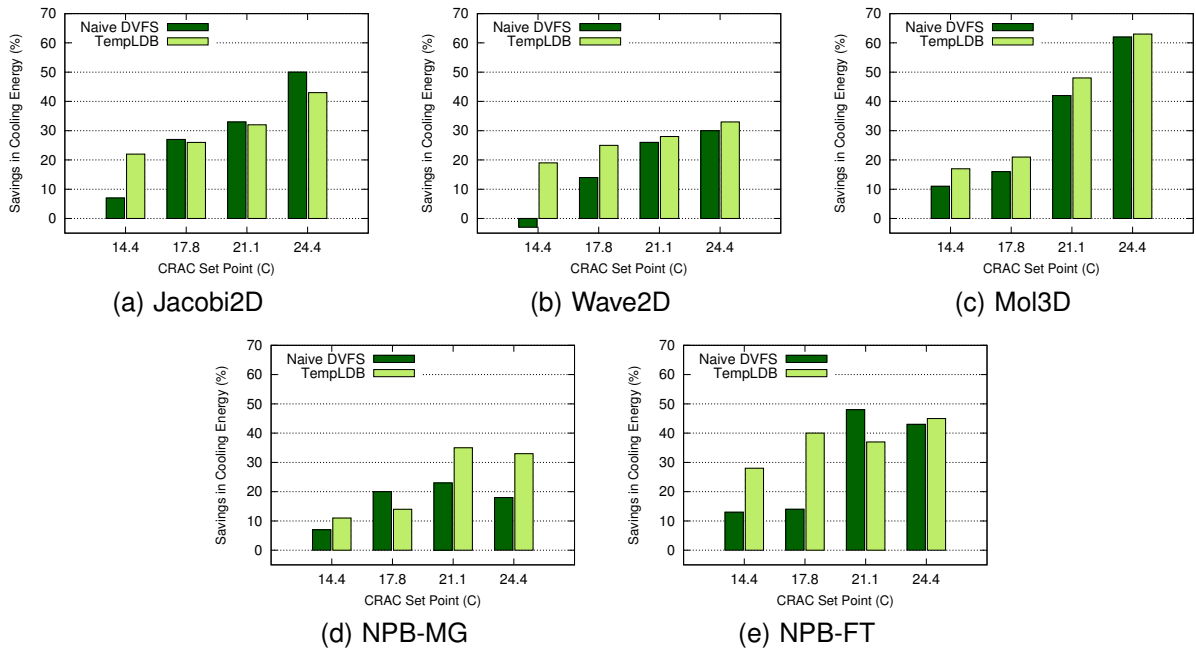 Savings in Cooling Energy (%)
70
60
50
40
30
20
10
0
Naive DVFS
TempLDB
14.4 17.8 21.1 24.4
CRAC Set Point (C)
(a) Jacobi2D
Savings in Cooling Energy (%)
70
60
50
40
30
20
10
0
Naive DVFS
TempLDB
14.4 17.8 21.1 24.4
CRAC Set Point (C)
(b) Wave2D
Savings in Cooling Energy (%)
70
60
50
40
30
20
10
0
Naive DVFS
TempLDB
14.4 17.8 21.1 24.4
CRAC Set Point (C)
(c) Mol3D
Savings in Cooling Energy (%)
70
60
50
40
30
20
10
0
Naive DVFS
TempLDB
14.4 17.8 21.1 24.4
CRAC Set Point (C)
(d) NPB-MG
Savings in Cooling Energy (%)
70
60
50
40
30
20
10
0
Naive DVFS
TempLDB
14.4 17.8 21.1 24.4
CRAC Set Point (C)
(e) NPB-FT